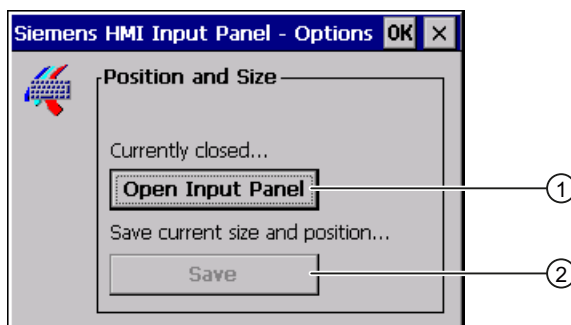 Siemens HMI Input Panel - Options OK ×
Position and Size
Currently closed...
Open Input Panel
1
Save current size and position...
Save
2